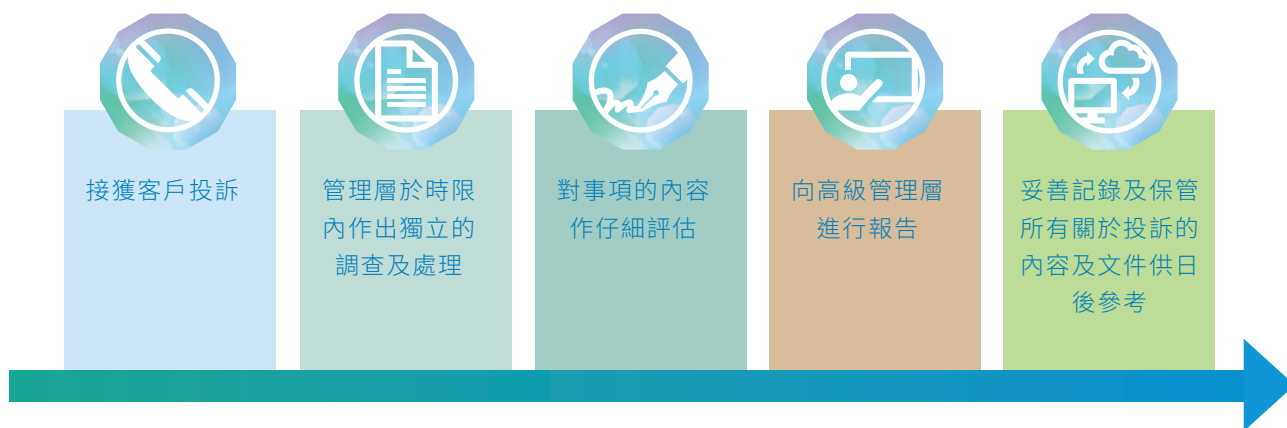 接獲客戶投訴
管理層於時限
內作出獨立的
調查及處理
對事項的內容
作仔細評估
向高級管理層
進行報告
妥善記錄及保管
所有關於投訴的
內容及文件供日
後參考